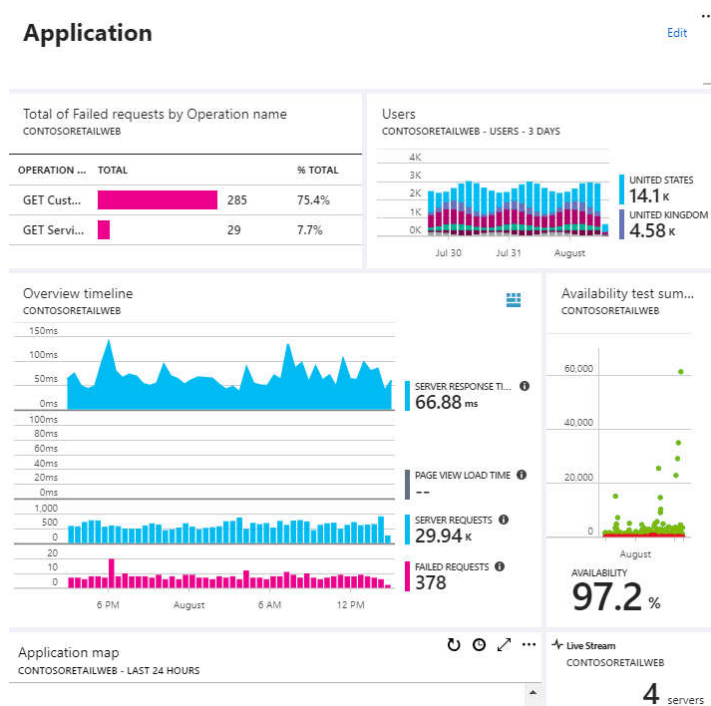 Application
Edit
Total of Failed requests by Operation name
CONTOSORETAILWEB
OPERATION ... TOTAL % TOTAL
GET Cust... 285 75.4%
GET Servi... 29 7.7%
Users
CONTOSORETAILWEB - USERS - 3 DAYS
4K
3K
2K
1K
0K
Jul 30 Jul 31 August
UNITED STATES
14.1 K
UNITED KINGDOM
4.58 K
Overview timeline
CONTOSORETAILWEB
150ms
100ms
50ms
0ms
SERVER RESPONSE TI...
66.88 ms
100ms
80ms
60ms
40ms
20ms
0ms
PAGE VIEW LOAD TIME
--
1,000
500
0
SERVER REQUESTS
29.94 K
20
10
0
FAILED REQUESTS
378
6 PM August 6 AM 12 PM
Availability test sum...
CONTOSORETAILWEB
60,000
40,000
20,000
0
August
AVAILABILITY
97.2 %
Application map
CONTOSORETAILWEB - LAST 24 HOURS
Live Stream
CONTOSORETAILWEB
4 servers